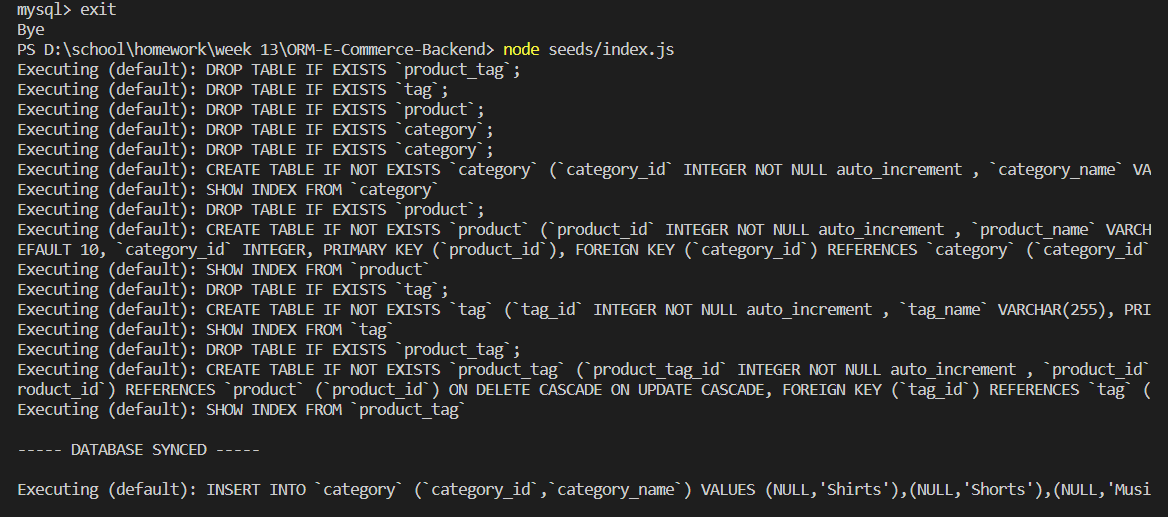 mysql> exit
Bye
PS D:\school\homework\week 13\ORM-E-Commerce-Backend> node seeds/index.js
Executing (default): DROP TABLE IF EXISTS `product_tag`;
Executing (default): DROP TABLE IF EXISTS `tag`;
Executing (default): DROP TABLE IF EXISTS `product`;
Executing (default): DROP TABLE IF EXISTS `category`;
Executing (default): DROP TABLE IF EXISTS `category`;
Executing (default): CREATE TABLE IF NOT EXISTS `category` (`category_id` INTEGER NOT NULL auto_increment , `category_name` VA
Executing (default): SHOW INDEX FROM `category`
Executing (default): DROP TABLE IF EXISTS `product`;
Executing (default): CREATE TABLE IF NOT EXISTS `product` (`product_id` INTEGER NOT NULL auto_increment , `product_name` VARCH
EFAULT 10, `category_id` INTEGER, PRIMARY KEY (`product_id`), FOREIGN KEY (`category_id`) REFERENCES `category` (`category_id`
Executing (default): SHOW INDEX FROM `product`
Executing (default): DROP TABLE IF EXISTS `tag`;
Executing (default): CREATE TABLE IF NOT EXISTS `tag` (`tag_id` INTEGER NOT NULL auto_increment , `tag_name` VARCHAR(255), PRI
Executing (default): SHOW INDEX FROM `tag`
Executing (default): DROP TABLE IF EXISTS `product_tag`;
Executing (default): CREATE TABLE IF NOT EXISTS `product_tag` (`product_tag_id` INTEGER NOT NULL auto_increment , `product_id`
roduct_id`) REFERENCES `product` (`product_id`) ON DELETE CASCADE ON UPDATE CASCADE, FOREIGN KEY (`tag_id`) REFERENCES `tag` (
Executing (default): SHOW INDEX FROM `product_tag`
----- DATABASE SYNCED -----
Executing (default): INSERT INTO `category` (`category_id`,`category_name`) VALUES (NULL,'Shirts'),(NULL,'Shorts'),(NULL,'Musi